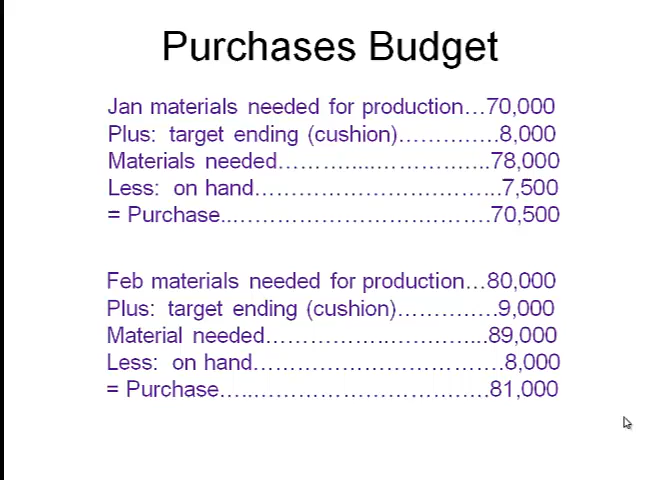 Purchases Budget
Jan materials needed for production…70,000
Plus: target ending (cushion)……………8,000
Materials needed………....……………..78,000
Less: on hand……………………………...7,500
= Purchase..……………………………….70,500
Feb materials needed for production…80,000
Plus: target ending (cushion)……………9,000
Material needed……………..………....89,000
Less: on hand……………………………….8,000
= Purchase…..……………………………..81,000